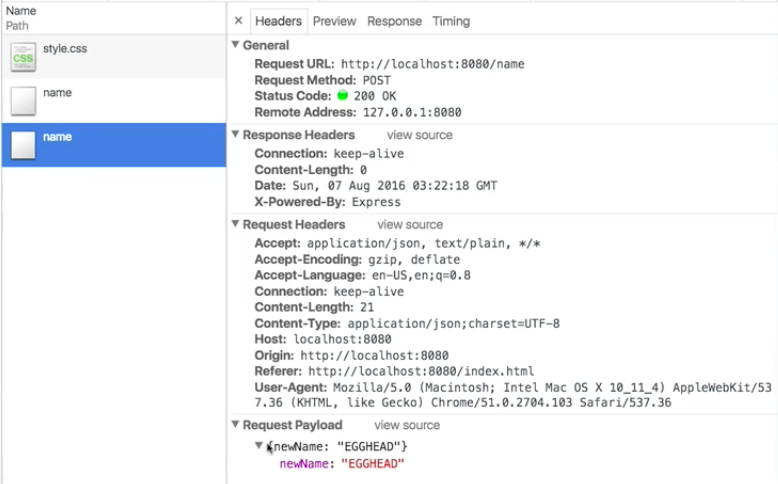 Name
Path
style.css
CSS
name
name
× Headers Preview Response Timing
▼ General
Request URL: http://localhost:8080/name
Request Method: POST
Status Code: 200 OK
Remote Address: 127.0.0.1:8080
▼ Response Headers view source
Connection: keep-alive
Content-Length: 0
Date: Sun, 07 Aug 2016 03:22:18 GMT
X-Powered-By: Express
▼ Request Headers view source
Accept: application/json, text/plain, */*
Accept-Encoding: gzip, deflate
Accept-Language: en-US,en;q=0.8
Connection: keep-alive
Content-Length: 21
Content-Type: application/json;charset=UTF-8
Host: localhost:8080
Origin: http://localhost:8080
Referer: http://localhost:8080/index.html
User-Agent: Mozilla/5.0 (Macintosh; Intel Mac OS X 10_11_4) AppleWebKit/53
7.36 (KHTML, like Gecko) Chrome/51.0.2704.103 Safari/537.36
▼ Request Payload view source
▼ {newName: "EGGHEAD"}
newName: "EGGHEAD"